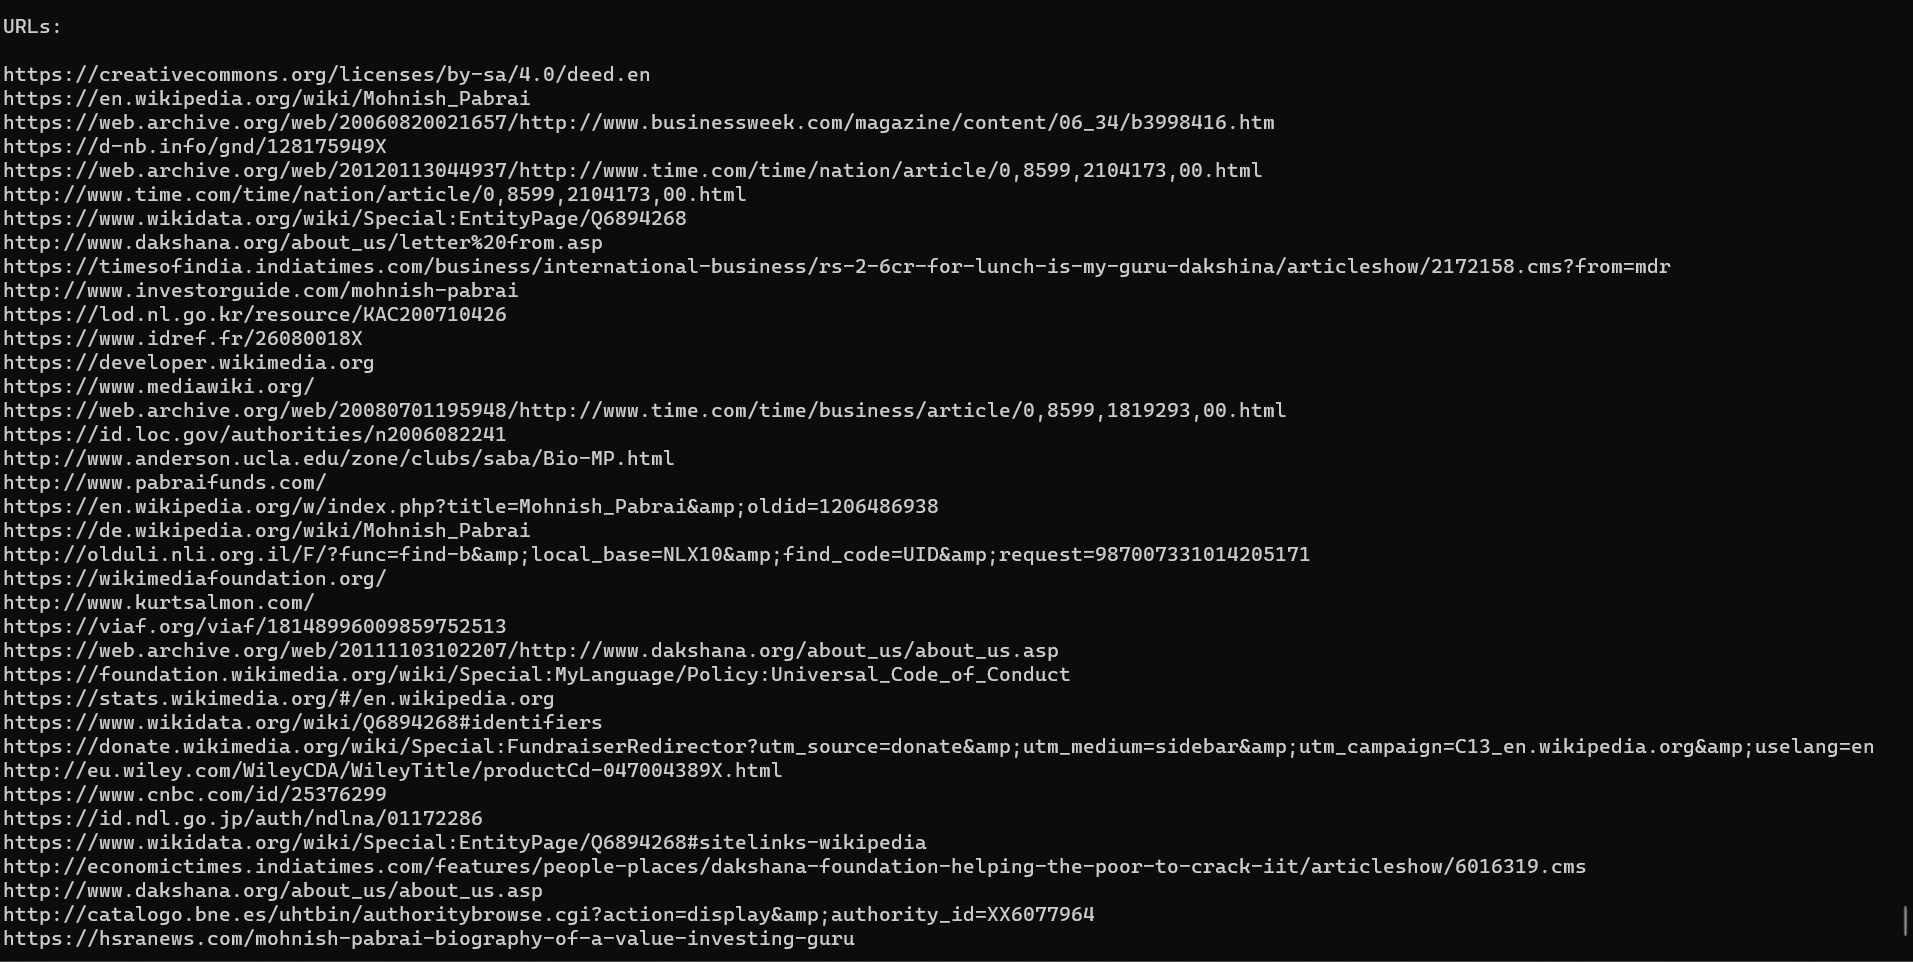 URLs:
https://creativecommons.org/licenses/by-sa/4.0/deed.en
https://en.wikipedia.org/wiki/Mohnish_Pabrai
https://web.archive.org/web/20060820021657/http://www.businessweek.com/magazine/content/06_34/b3998416.htm
https://d-nb.info/gnd/128175949X
https://web.archive.org/web/20120113044937/http://www.time.com/time/nation/article/0,8599,2104173,00.html
http://www.time.com/time/nation/article/0,8599,2104173,00.html
https://www.wikidata.org/wiki/Special:EntityPage/Q6894268
http://www.dakshana.org/about_us/letter%20from.asp
https://timesofindia.indiatimes.com/business/international-business/rs-2-6cr-for-lunch-is-my-guru-dakshina/articleshow/2172158.cms?from=mdr
http://www.investorguide.com/mohnish-pabrai
https://lod.nl.go.kr/resource/KAC200710426
https://www.idref.fr/26080018X
https://developer.wikimedia.org
https://www.mediawiki.org/
https://web.archive.org/web/20080701195948/http://www.time.com/time/business/article/0,8599,1819293,00.html
https://id.loc.gov/authorities/n2006082241
http://www.anderson.ucla.edu/zone/clubs/saba/Bio-MP.html
http://www.pabraifunds.com/
https://en.wikipedia.org/w/index.php?title=Mohnish_Pabrai&amp;oldid=1206486938
https://de.wikipedia.org/wiki/Mohnish_Pabrai
http://olduli.nli.org.il/F/?func=find-b&amp;local_base=NLX10&amp;find_code=UID&amp;request=987007331014205171
https://wikimediafoundation.org/
http://www.kurtsalmon.com/
https://viaf.org/viaf/18148996009859752513
https://web.archive.org/web/20111103102207/http://www.dakshana.org/about_us/about_us.asp
https://foundation.wikimedia.org/wiki/Special:MyLanguage/Policy:Universal_Code_of_Conduct
https://stats.wikimedia.org/#/en.wikipedia.org
https://www.wikidata.org/wiki/Q6894268#identifiers
https://donate.wikimedia.org/wiki/Special:FundraiserRedirector?utm_source=donate&amp;utm_medium=sidebar&amp;utm_campaign=C13_en.wikipedia.org&amp;uselang=en
http://eu.wiley.com/WileyCDA/WileyTitle/productCd-047004389X.html
https://www.cnbc.com/id/25376299
https://id.ndl.go.jp/auth/ndlna/01172286
https://www.wikidata.org/wiki/Special:EntityPage/Q6894268#sitelinks-wikipedia
http://economictimes.indiatimes.com/features/people-places/dakshana-foundation-helping-the-poor-to-crack-iit/articleshow/6016319.cms
http://www.dakshana.org/about_us/about_us.asp
http://catalogo.bne.es/uhtbin/authoritybrowse.cgi?action=display&amp;authority_id=XX6077964
https://hsranews.com/mohnish-pabrai-biography-of-a-value-investing-guru